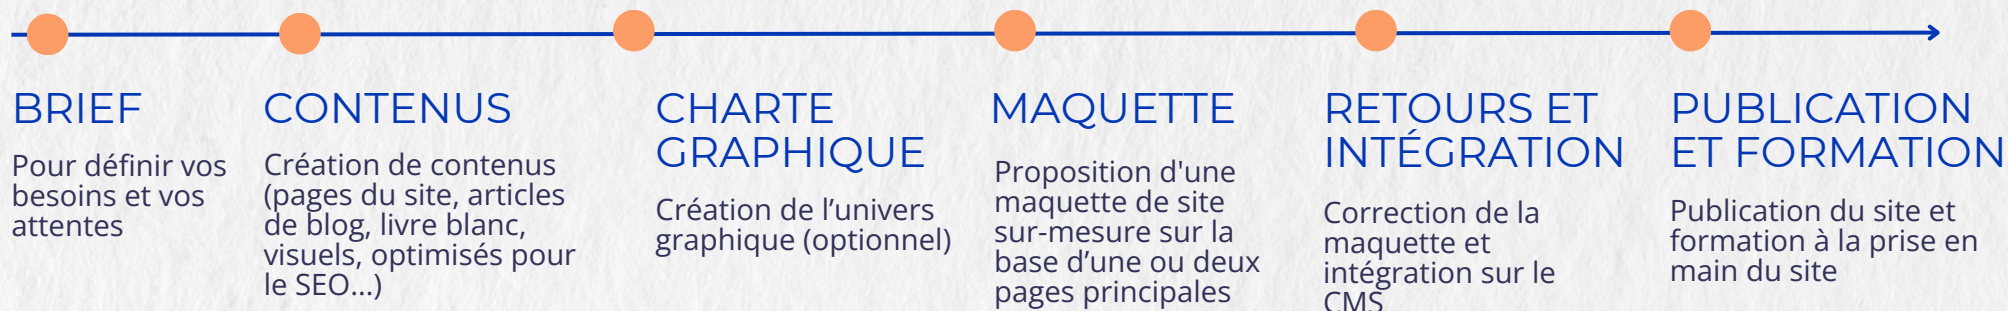 BRIEF
Pour définir vos
besoins et vos
attentes
CONTENUS
Création de contenus
(pages du site, articles
de blog, livre blanc,
visuels, optimisés pour
le SEO...)
CHARTE
GRAPHIQUE
Création de l’univers
graphique (optionnel)
MAQUETTE
Proposition d'une
maquette de site
sur-mesure sur la
base d’une ou deux
pages principales
RETOURS ET
INTÉGRATION
Correction de la
maquette et
intégration sur le
CMS
PUBLICATION
ET FORMATION
Publication du site et
formation à la prise en
main du site